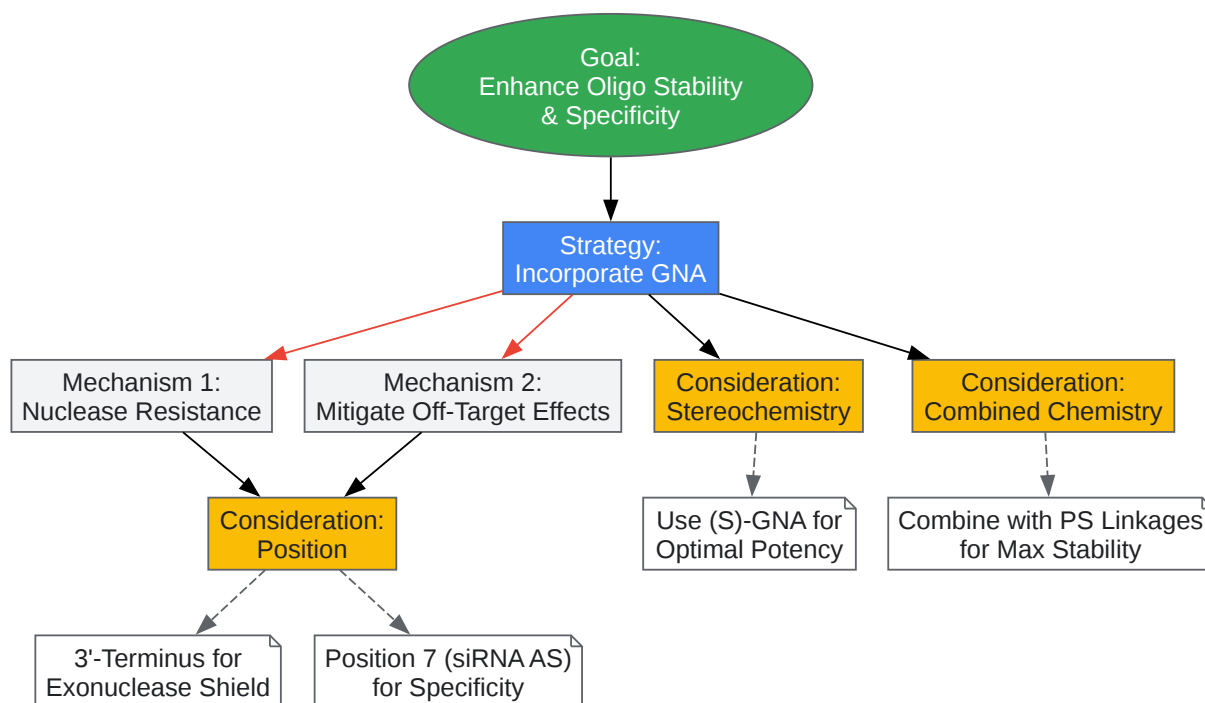 Goal:
Enhance Oligo Stability
& Specificity
Strategy:
Incorporate GNA
Mechanism 1:
Nuclease Resistance
Mechanism 2:
Mitigate Off-Target Effects
Consideration:
Stereochemistry
Consideration:
Combined Chemistry
Consideration:
Position
Use (S)-GNA for
Optimal Potency
Combine with PS Linkages
for Max Stability
3'-Terminus for
Exonuclease Shield
Position 7 (siRNA AS)
for Specificity